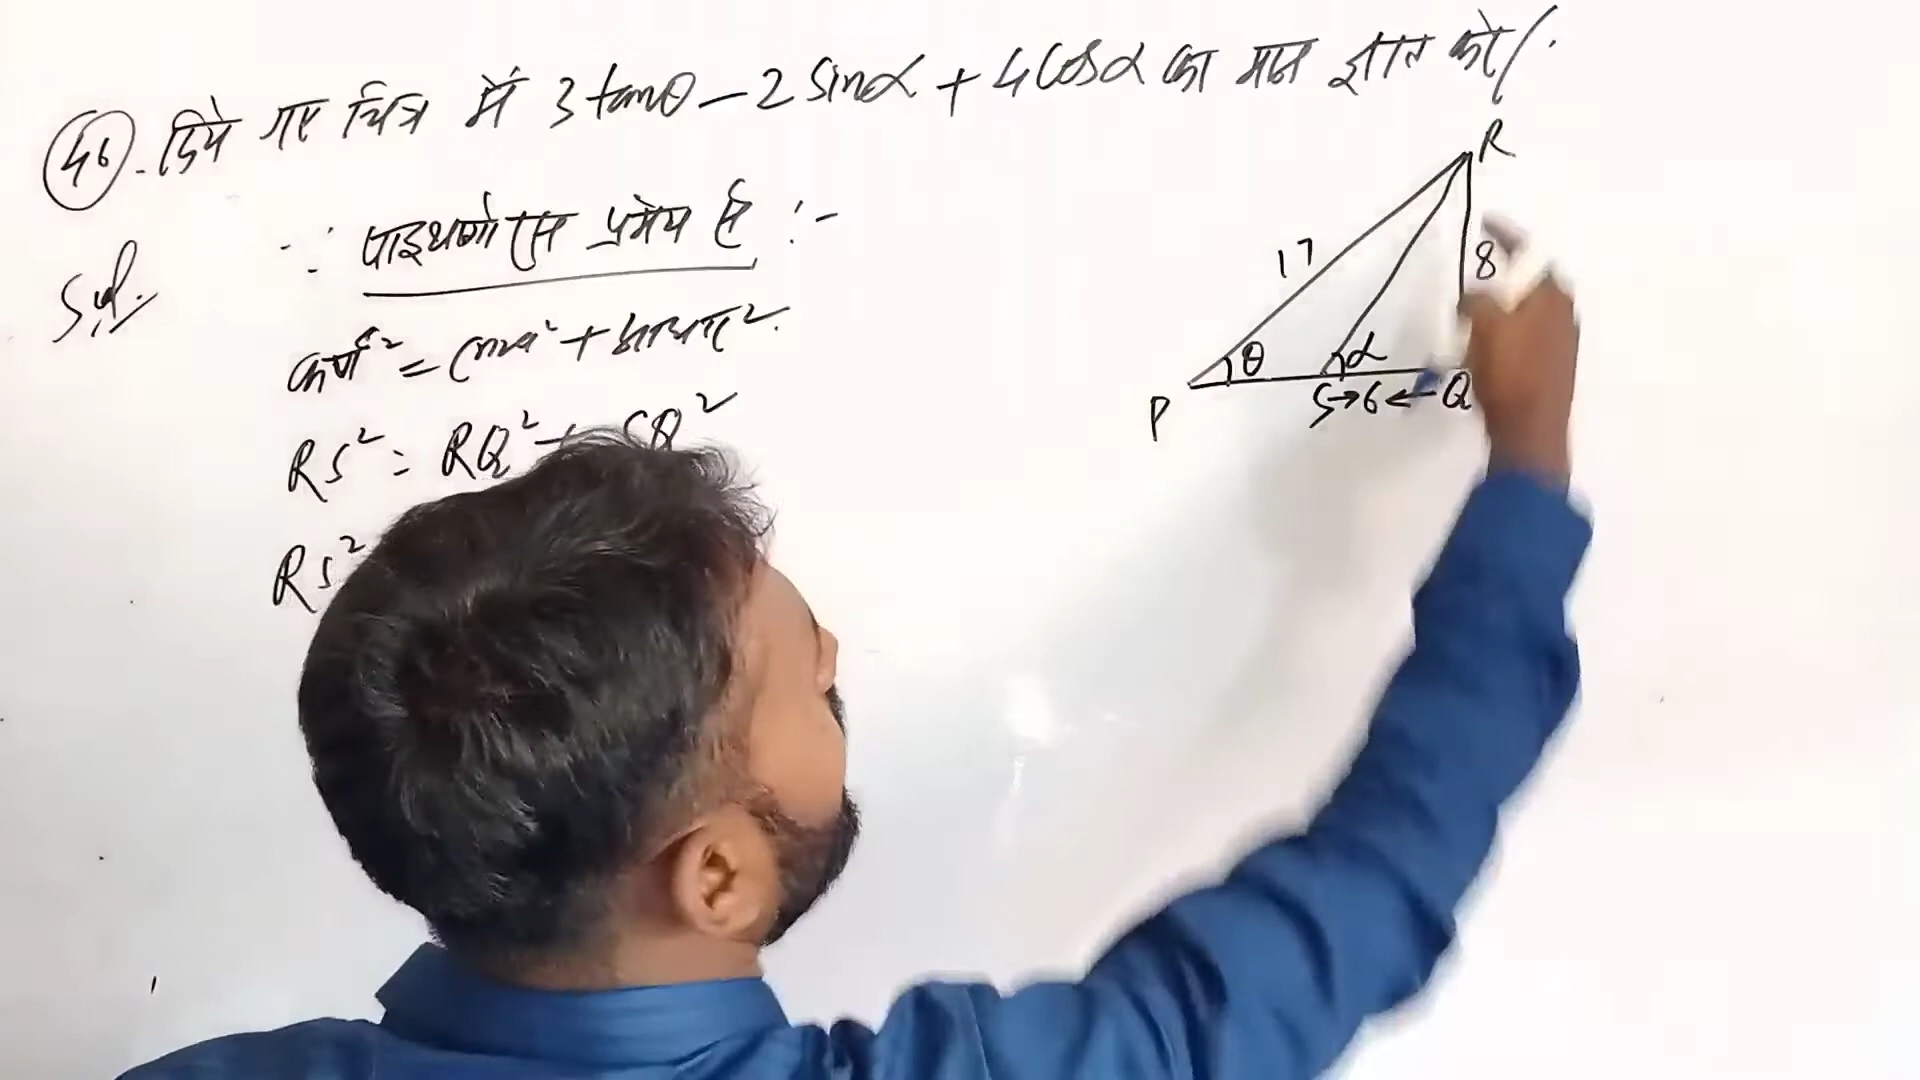 46. दिये गए चित्र में 3 tanθ - 2 sinα + 4 cosα का मान ज्ञात करो/.
Sol.
∵ पाइथागोरस प्रमेय से :-
कर्ण² = लम्ब² + आधार².
RS² = RQ² + SQ²
RS²
R
17
8
θ
α
P
S→6←Q